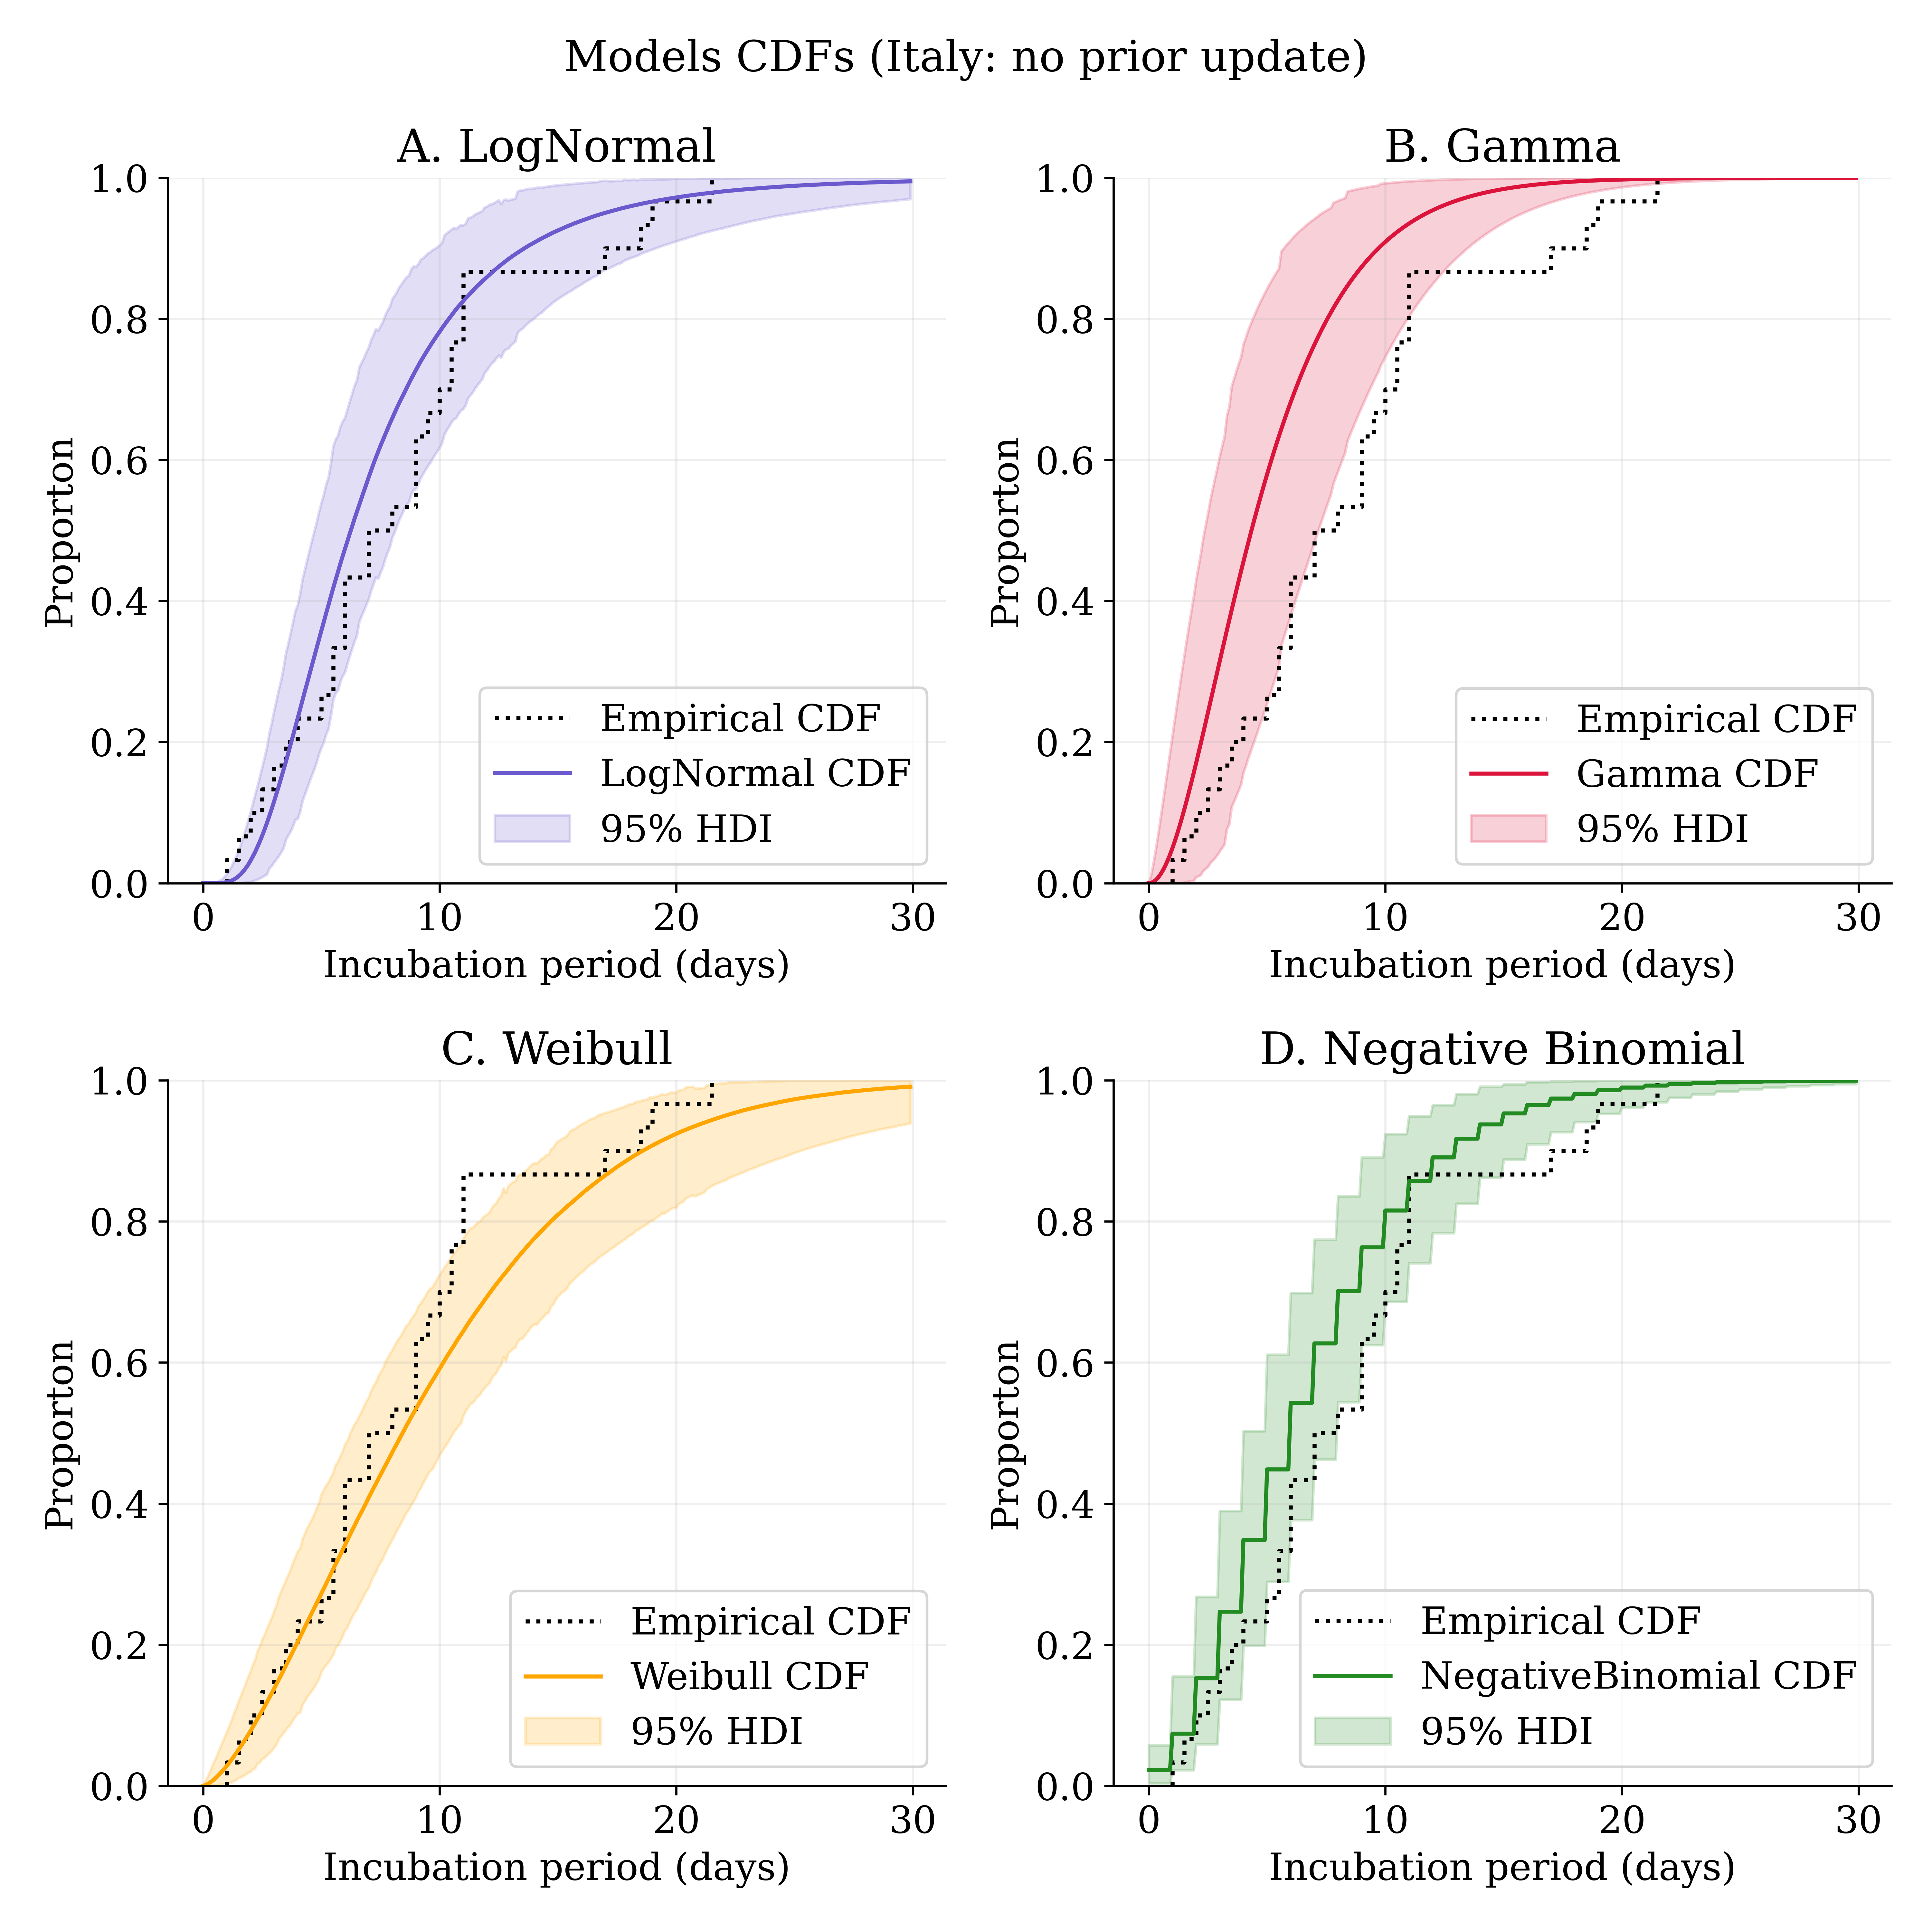 Models CDFs (Italy: no prior update)
A. LogNormal
1.0
0.8
0.6
0.4
0.2
0.0
Proporton
0
10
20
30
Incubation period (days)
Empirical CDF
LogNormal CDF
95% HDI
B. Gamma
1.0
0.8
0.6
0.4
0.2
0.0
Proporton
0
10
20
30
Incubation period (days)
Empirical CDF
Gamma CDF
95% HDI
C. Weibull
1.0
0.8
0.6
0.4
0.2
0.0
Proporton
0
10
20
30
Incubation period (days)
Empirical CDF
Weibull CDF
95% HDI
D. Negative Binomial
1.0
0.8
0.6
0.4
0.2
0.0
Proporton
0
10
20
30
Incubation period (days)
Empirical CDF
NegativeBinomial CDF
95% HDI